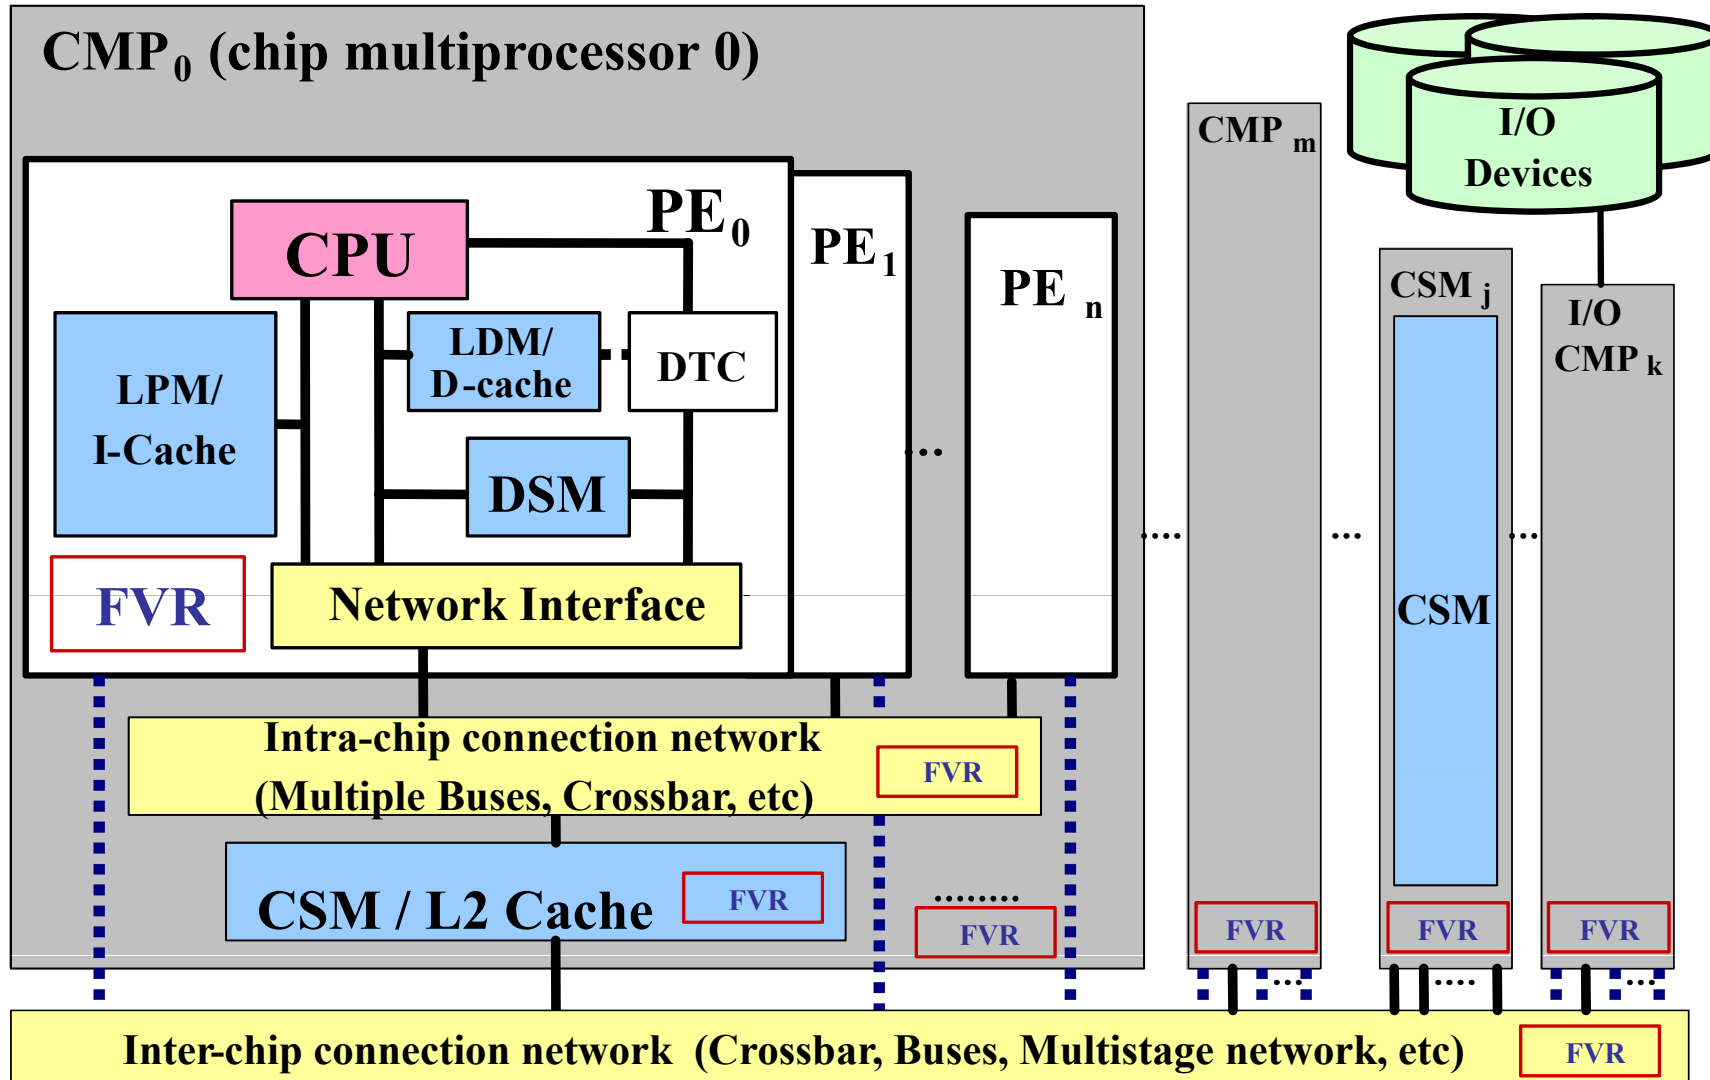 CMP0 (chip multiprocessor 0)
PE0
CPU
LPM/
I-Cache
LDM/
D-cache
DTC
DSM
FVR
Network Interface
PE1
...
PE n
Intra-chip connection network
(Multiple Buses, Crossbar, etc)
FVR
CSM / L2 Cache
FVR
........
FVR
....
CMP m
FVR
...
...
CSM j
CSM
FVR
....
...
I/O
Devices
I/O
CMP k
FVR
...
Inter-chip connection network (Crossbar, Buses, Multistage network, etc)
FVR